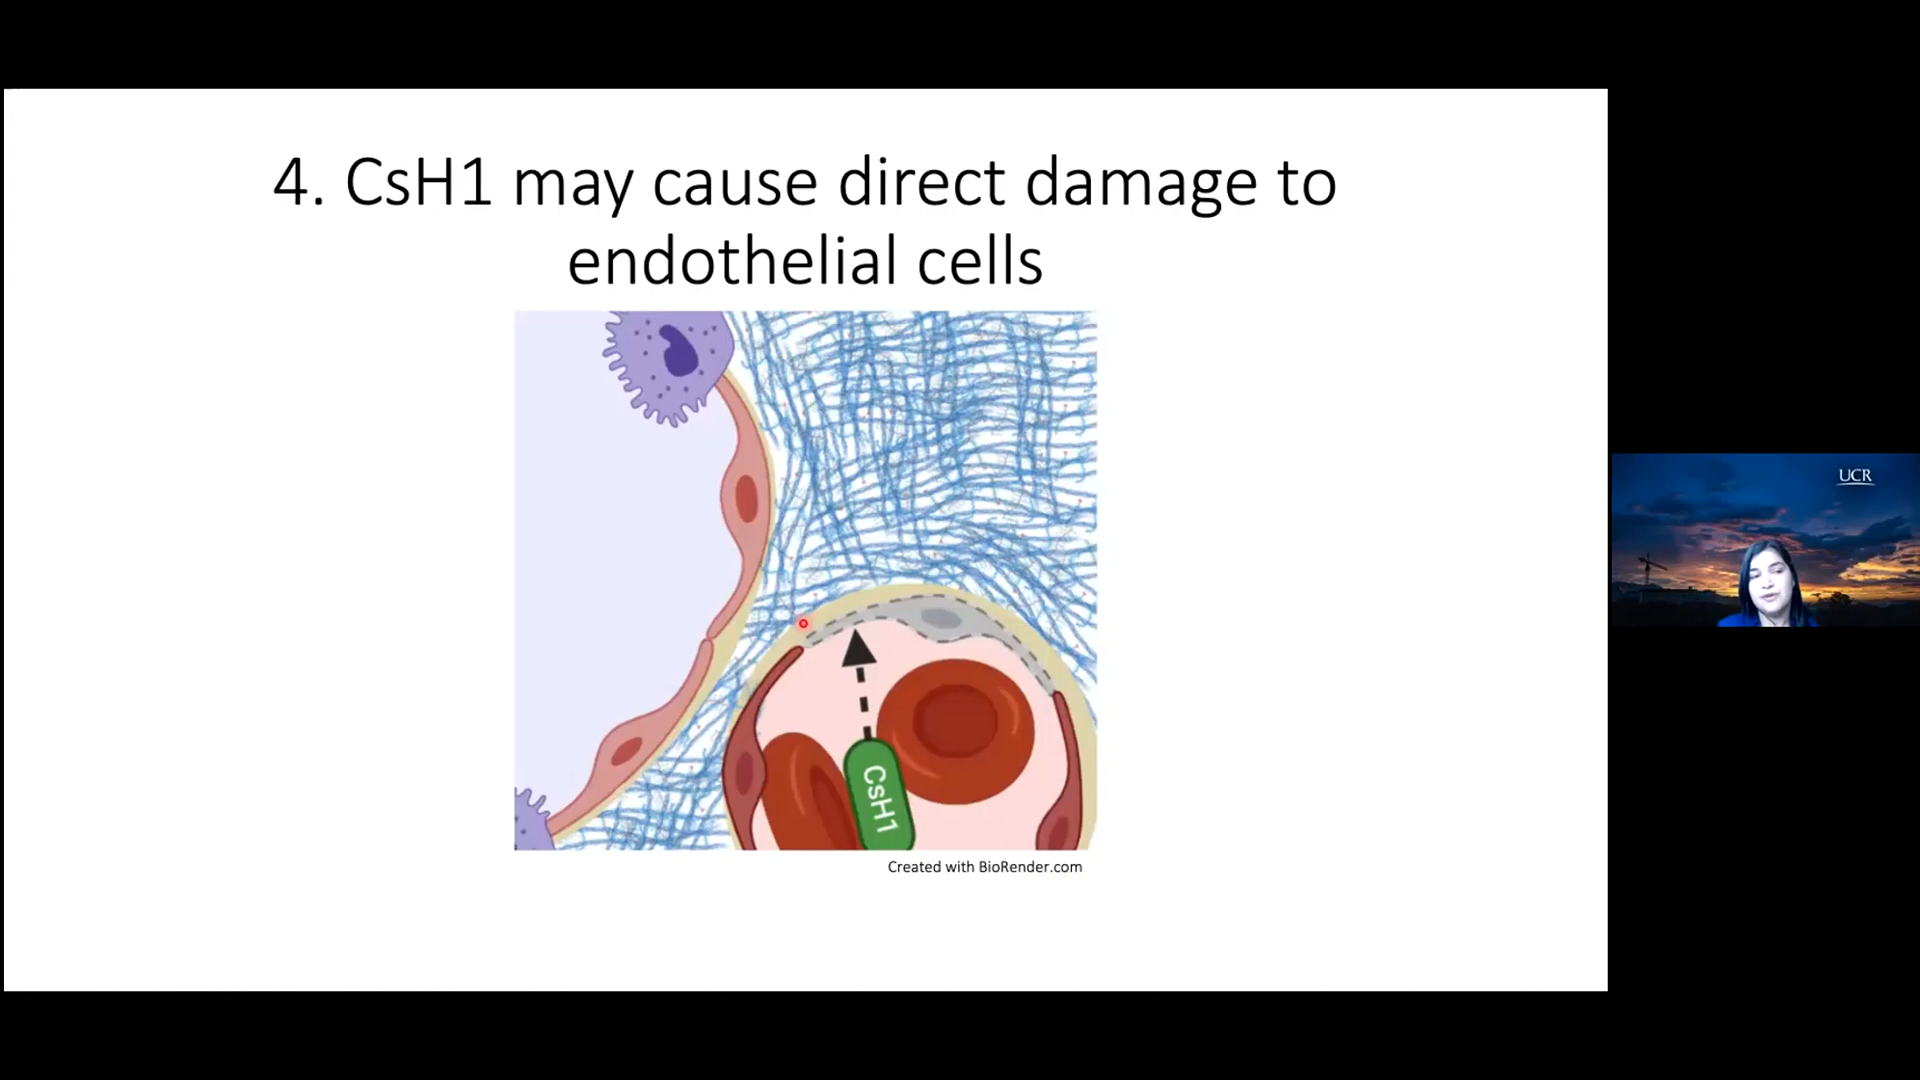 4. CsH1 may cause direct damage to
endothelial cells
CsH1
Created with BioRender.com
UCR